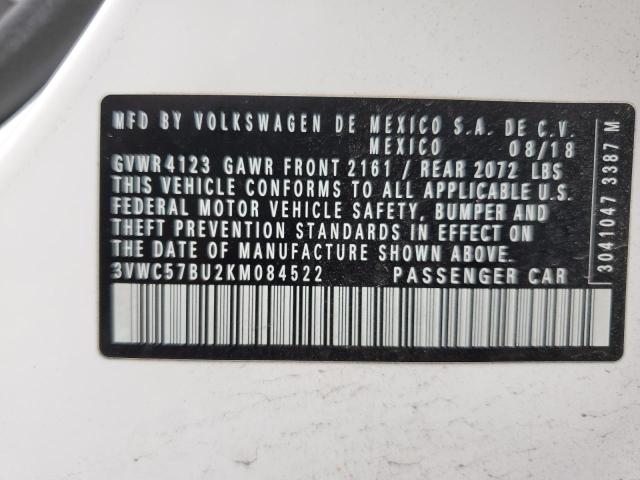 MFD BY VOLKSWAGEN DE MEXICO S.A. DE C.V.
MEXICO 08/18
GVWR 4123 GAWR FRONT 2161 / REAR 2072 LBS
THIS VEHICLE CONFORMS TO ALL APPLICABLE U.S.
FEDERAL MOTOR VEHICLE SAFETY, BUMPER AND
THEFT PREVENTION STANDARDS IN EFFECT ON
THE DATE OF MANUFACTURE SHOWN ABOVE.
3VWC57BU2KM084522 PASSENGER CAR
3041047 3387 M